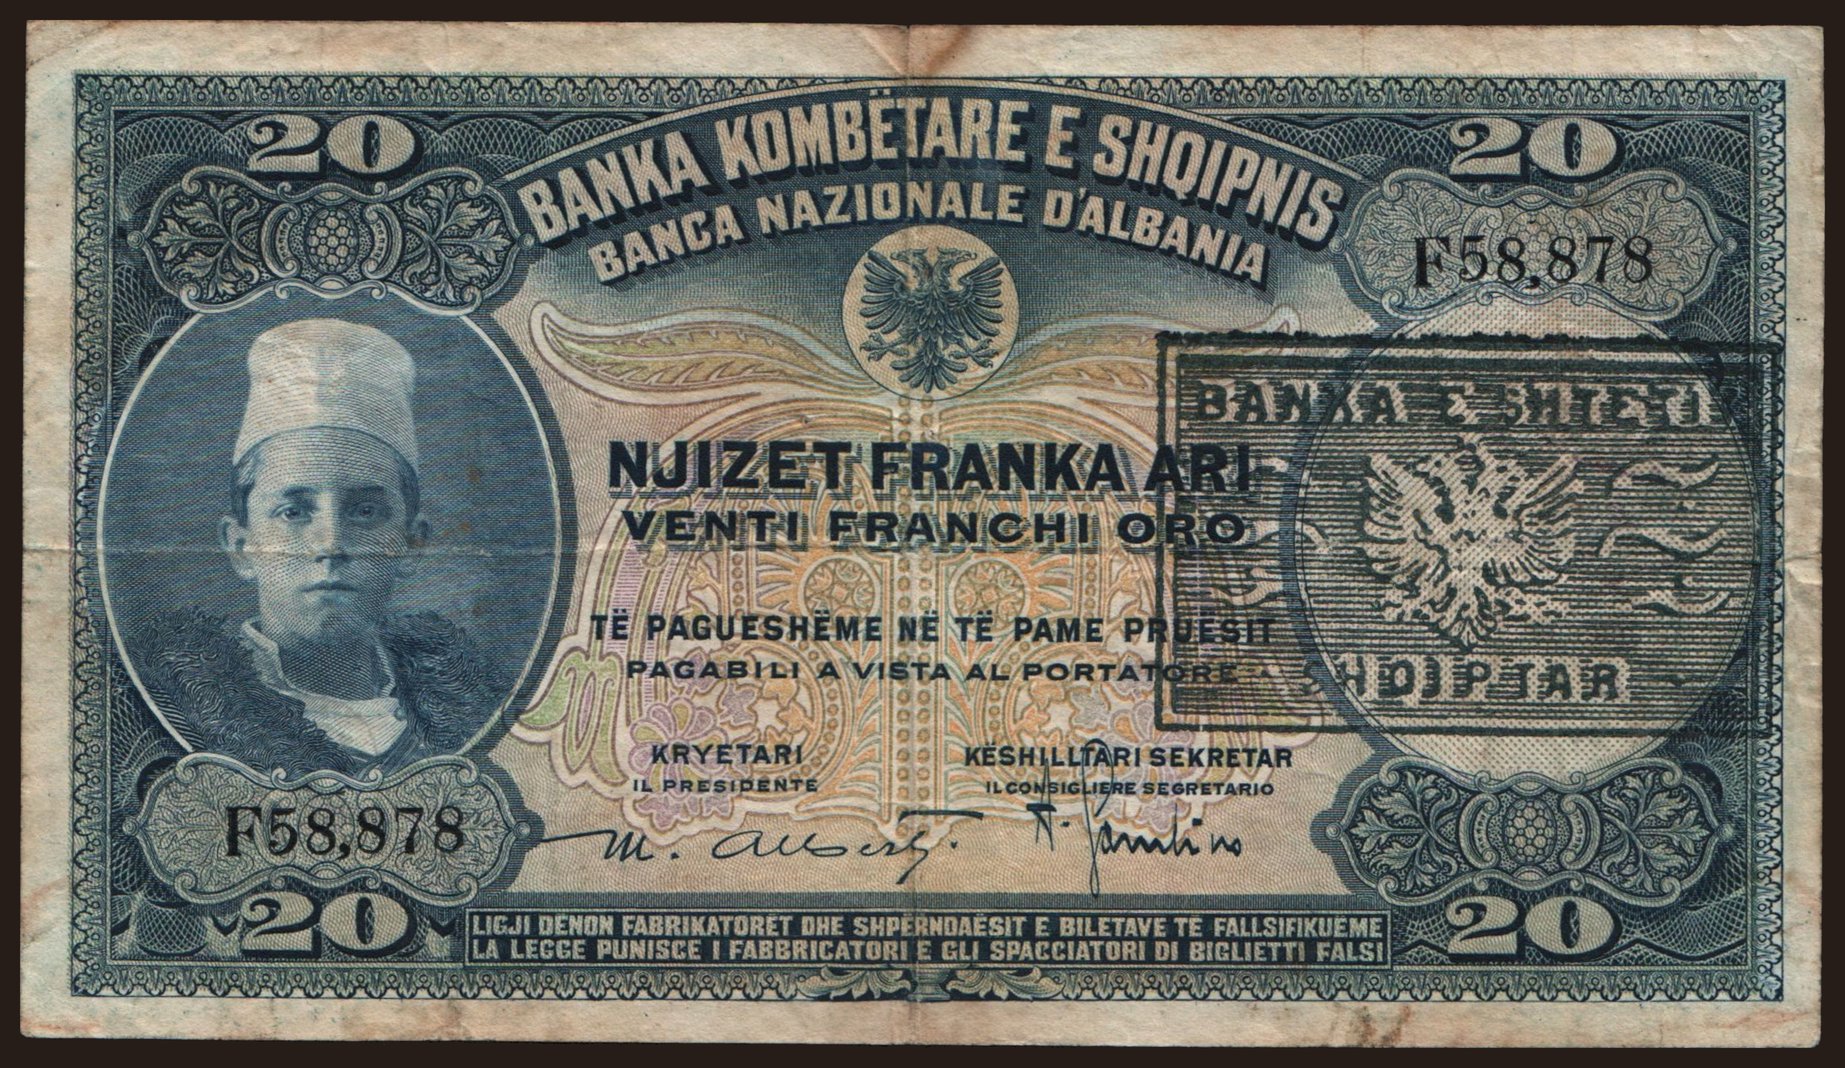 20
20
BANKA KOMBËTARE E SHQIPNIS
BANCA NAZIONALE D'ALBANIA
F58,878
BANKA E SHTETIT
NJIZET FRANKA ARI
VENTI FRANCHI ORO
TË PAGUESHËME NË TË PAME PRUËSIT
PAGABILI A VISTA AL PORTATORE
SHQIPTAR
KRYETARI
IL PRESIDENTE
KËSHILLTARI SEKRETAR
IL CONSIGLIERE SEGRETARIO
F58,878
M. Alberti.
20
20
LIGJI DËNON FABRIKATORËT DHE SHPËRNDAËSIT E BILETAVE TË FALLSIFIKUEME
LA LEGGE PUNISCE I FABBRICATORI E GLI SPACCIATORI DI BIGLIETTI FALSI